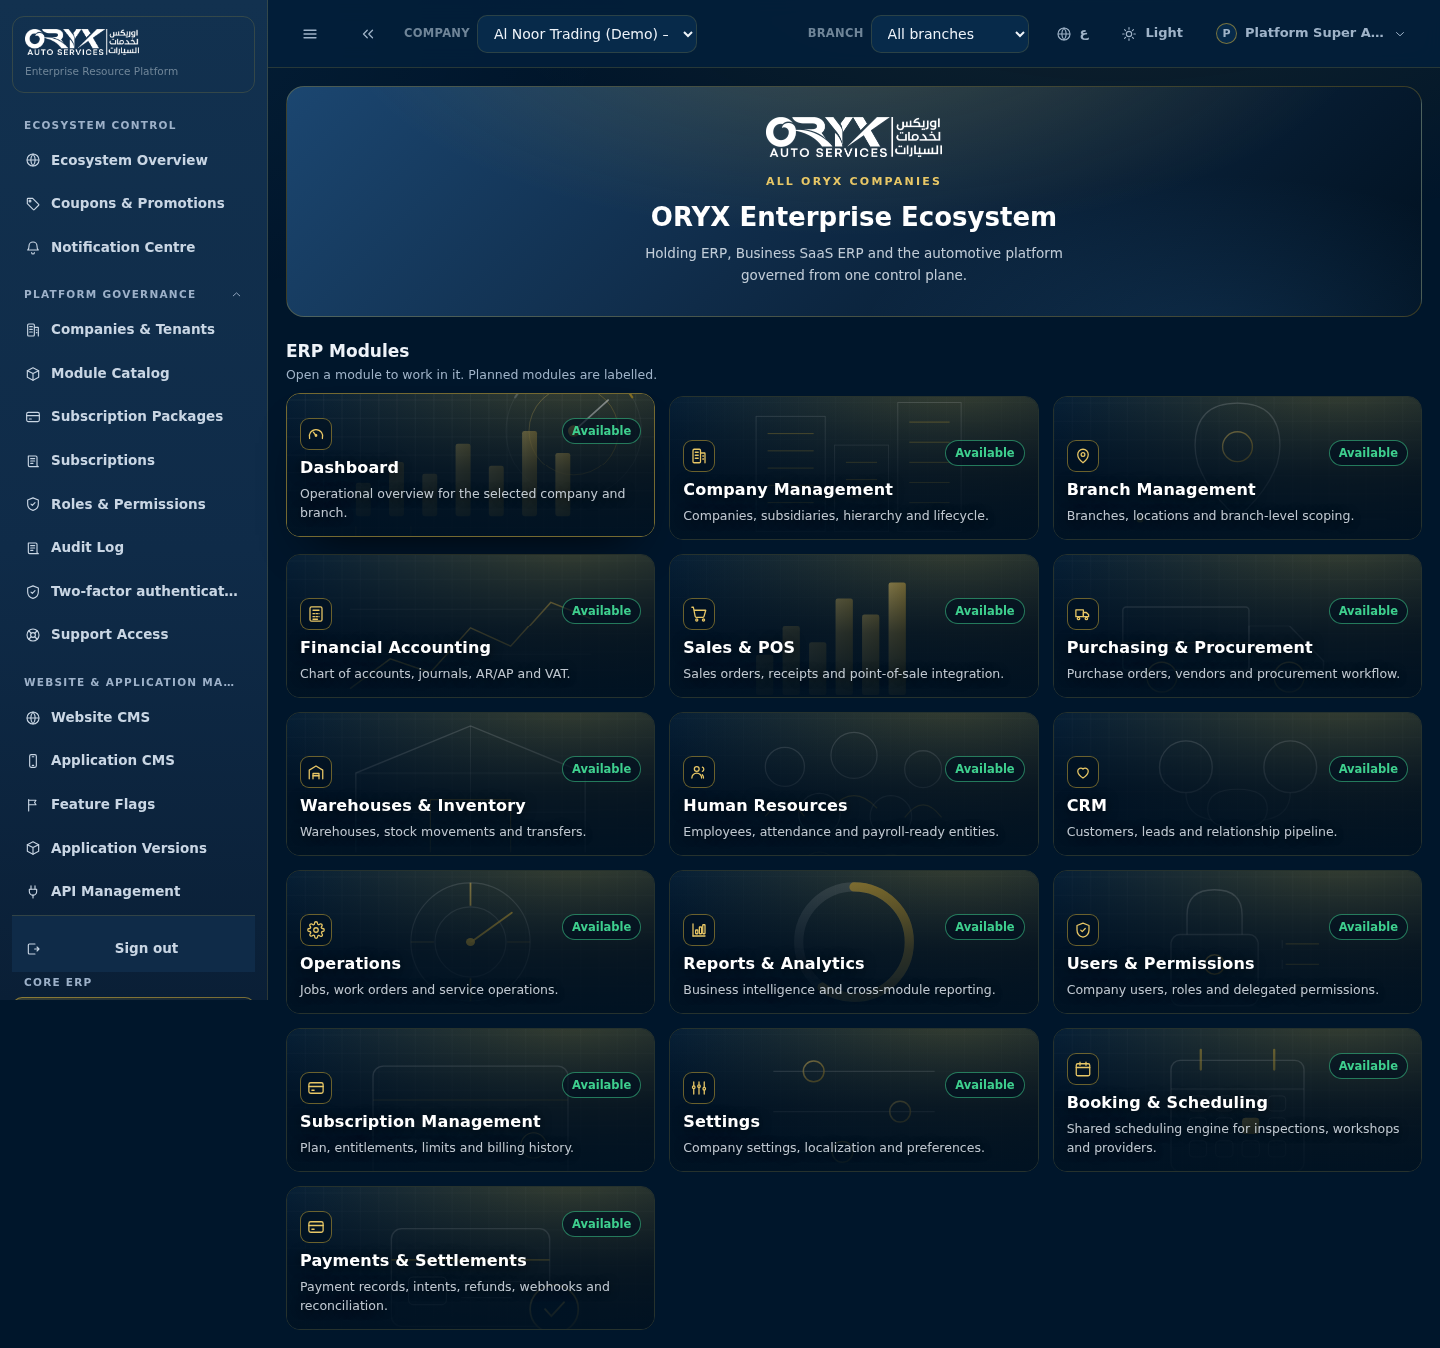 ORYX
AUTO SERVICES
اوريكس
لخدمات
السيارات
Enterprise Resource Platform
ECOSYSTEM CONTROL
Ecosystem Overview
Coupons & Promotions
Notification Centre
PLATFORM GOVERNANCE
Companies & Tenants
Module Catalog
Subscription Packages
Subscriptions
Roles & Permissions
Audit Log
Two-factor authenticat...
Support Access
WEBSITE & APPLICATION MA...
Website CMS
Application CMS
Feature Flags
Application Versions
API Management
Sign out
CORE ERP
COMPANY Al Noor Trading (Demo) – BRANCH All branches ع Light P Platform Super A...
ORYX
AUTO SERVICES
اوريكس
لخدمات
السيارات
ALL ORYX COMPANIES
ORYX Enterprise Ecosystem
Holding ERP, Business SaaS ERP and the automotive platform
governed from one control plane.
ERP Modules
Open a module to work in it. Planned modules are labelled.
Available
Dashboard
Operational overview for the selected company and
branch.
Available
Company Management
Companies, subsidiaries, hierarchy and lifecycle.
Available
Branch Management
Branches, locations and branch-level scoping.
Available
Financial Accounting
Chart of accounts, journals, AR/AP and VAT.
Available
Sales & POS
Sales orders, receipts and point-of-sale integration.
Available
Purchasing & Procurement
Purchase orders, vendors and procurement workflow.
Available
Warehouses & Inventory
Warehouses, stock movements and transfers.
Available
Human Resources
Employees, attendance and payroll-ready entities.
Available
CRM
Customers, leads and relationship pipeline.
Available
Operations
Jobs, work orders and service operations.
Available
Reports & Analytics
Business intelligence and cross-module reporting.
Available
Users & Permissions
Company users, roles and delegated permissions.
Available
Subscription Management
Plan, entitlements, limits and billing history.
Available
Settings
Company settings, localization and preferences.
Available
Booking & Scheduling
Shared scheduling engine for inspections, workshops
and providers.
Available
Payments & Settlements
Payment records, intents, refunds, webhooks and
reconciliation.